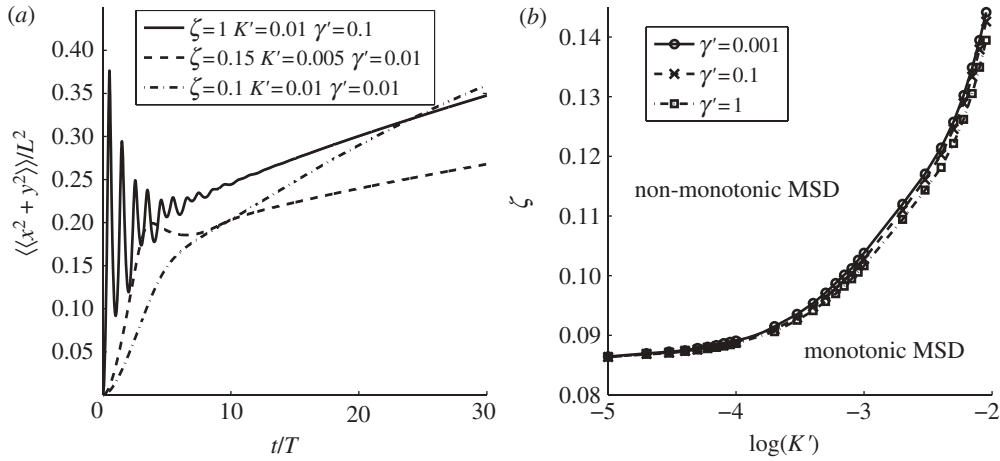 (a)
ζ=1 K′=0.01 γ′=0.1
ζ=0.15 K′=0.005 γ′=0.01
ζ=0.1 K′=0.01 γ′=0.01
0.40
0.35
0.30
0.25
0.20
0.15
0.10
0.05
0
10
20
30
⟨⟨x² + y²⟩⟩/L²
t/T
(b)
γ′=0.001
γ′=0.1
γ′=1
non-monotonic MSD
monotonic MSD
0.14
0.13
0.12
0.11
0.10
0.09
0.08
ζ
−5
−4
−3
−2
log(K′)